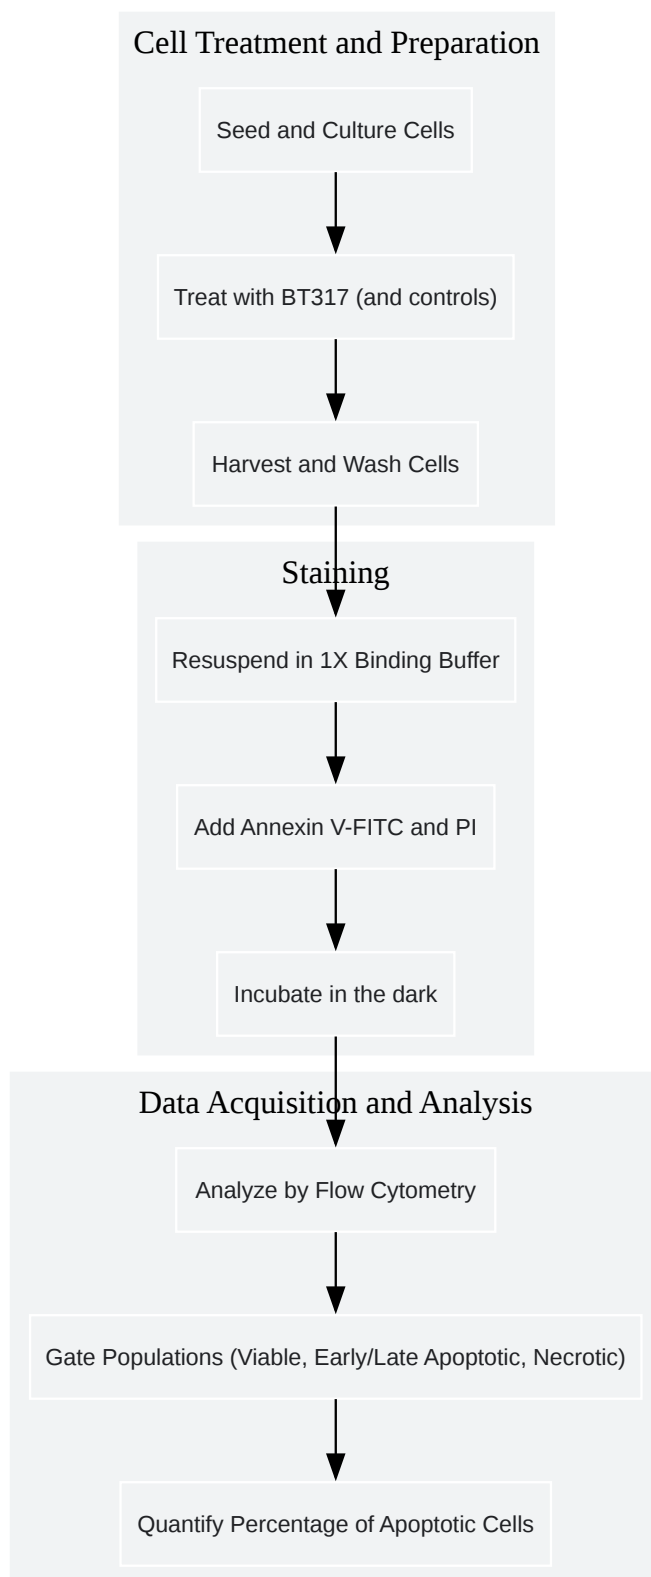 Cell Treatment and Preparation
Seed and Culture Cells
Treat with BT317 (and controls)
Harvest and Wash Cells
Staining
Resuspend in 1X Binding Buffer
Add Annexin V-FITC and PI
Incubate in the dark
Data Acquisition and Analysis
Analyze by Flow Cytometry
Gate Populations (Viable, Early/Late Apoptotic, Necrotic)
Quantify Percentage of Apoptotic Cells